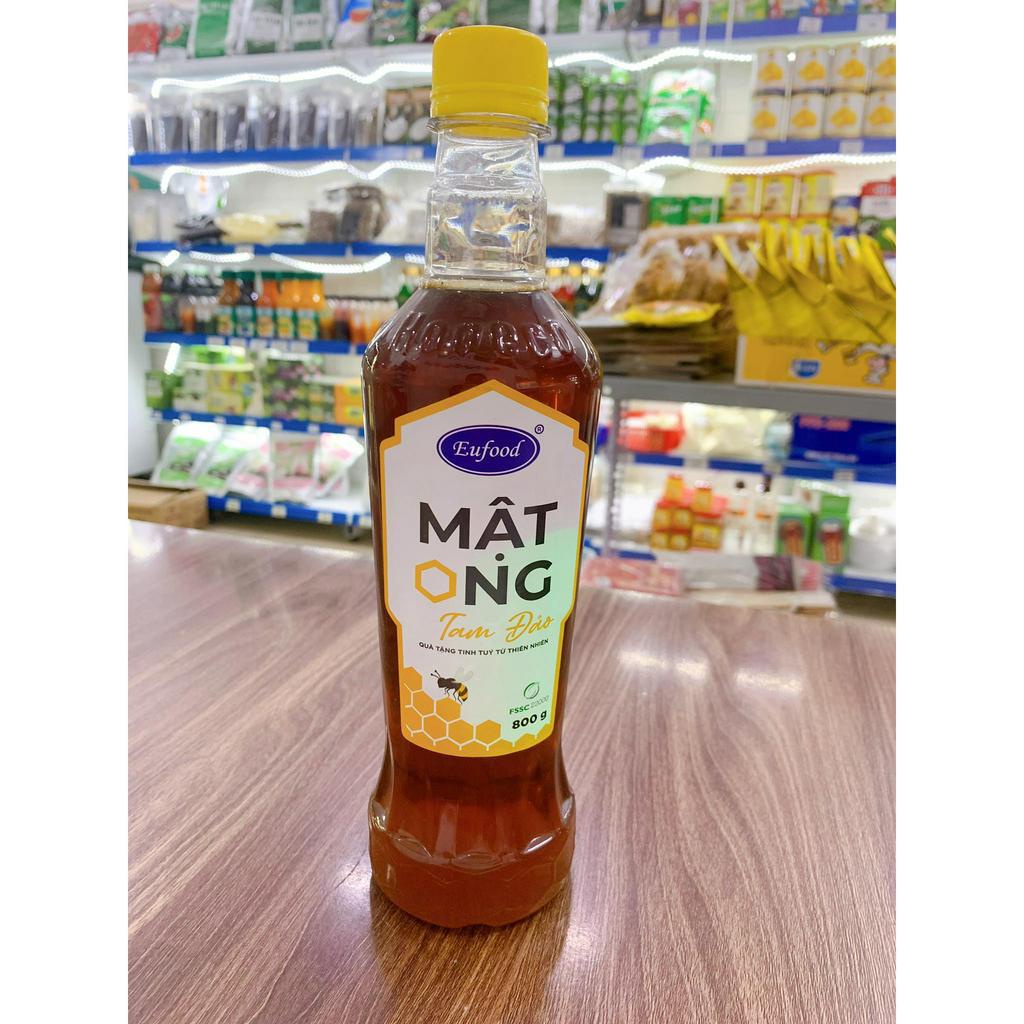 Eufood ®
MẬT
ONG
Tam Đảo
QUÀ TẶNG TINH TUÝ TỪ THIÊN NHIÊN
FSSC 22000
800 g